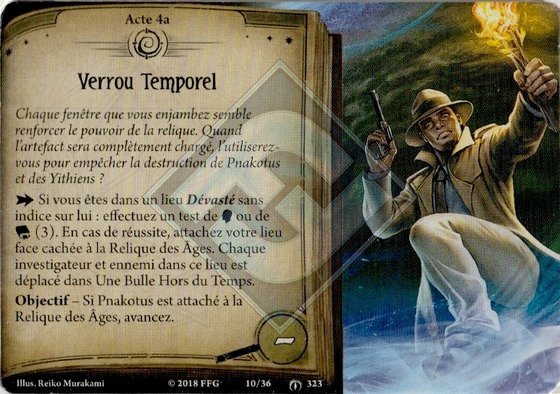 Acte 4a
Verrou Temporel
Chaque fenêtre que vous enjambez semble
renforcer le pouvoir de la relique. Quand
l'artefact sera complètement chargé, l'utiliserez-
vous pour empêcher la destruction de Pnakotus
et des Yithiens ?
Si vous êtes dans un lieu Dévasté sans
indice sur lui : effectuez un test de ou de
(3). En cas de réussite, attachez votre lieu
face cachée à la Relique des Âges. Chaque
investigateur et ennemi dans ce lieu est
déplacé dans Une Bulle Hors du Temps.
Objectif – Si Pnakotus est attaché à la
Relique des Âges, avancez.
–
Illus. Reiko Murakami © 2018 FFG 10/36 323